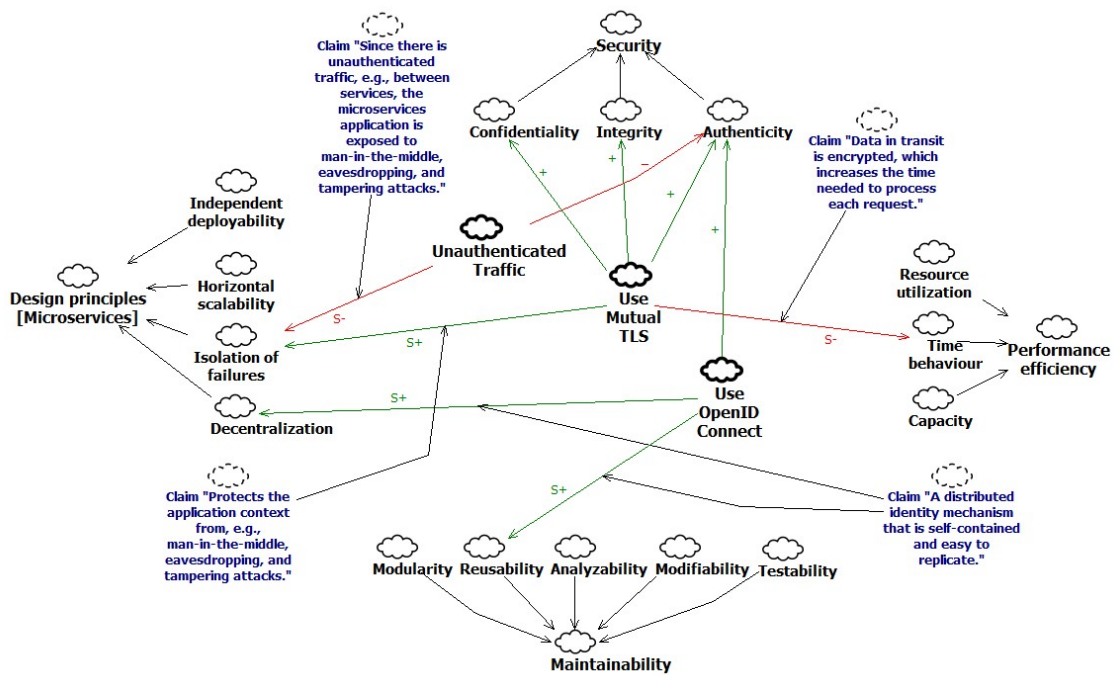 Claim "Since there is
unauthenticated
traffic, e.g., between
services, the
microservices
application is
exposed to
man-in-the-middle,
eavesdropping, and
tampering attacks."
Security
Confidentiality
Integrity
Authenticity
Claim "Data in transit
is encrypted, which
increases the time
needed to process
each request."
+
+
+
+
−
Independent
deployability
Unauthenticated
Traffic
Design principles
[Microservices]
Horizontal
scalability
Use
Mutual
TLS
Resource
utilization
S-
S+
S-
Isolation of
failures
Time
behaviour
Performance
efficiency
Use
OpenID
Connect
S+
Decentralization
Capacity
S+
Claim "Protects the
application context
from, e.g.,
man-in-the-middle,
eavesdropping, and
tampering attacks."
Claim "A distributed
identity mechanism
that is self-contained
and easy to
replicate."
Modularity
Reusability
Analyzability
Modifiability
Testability
Maintainability